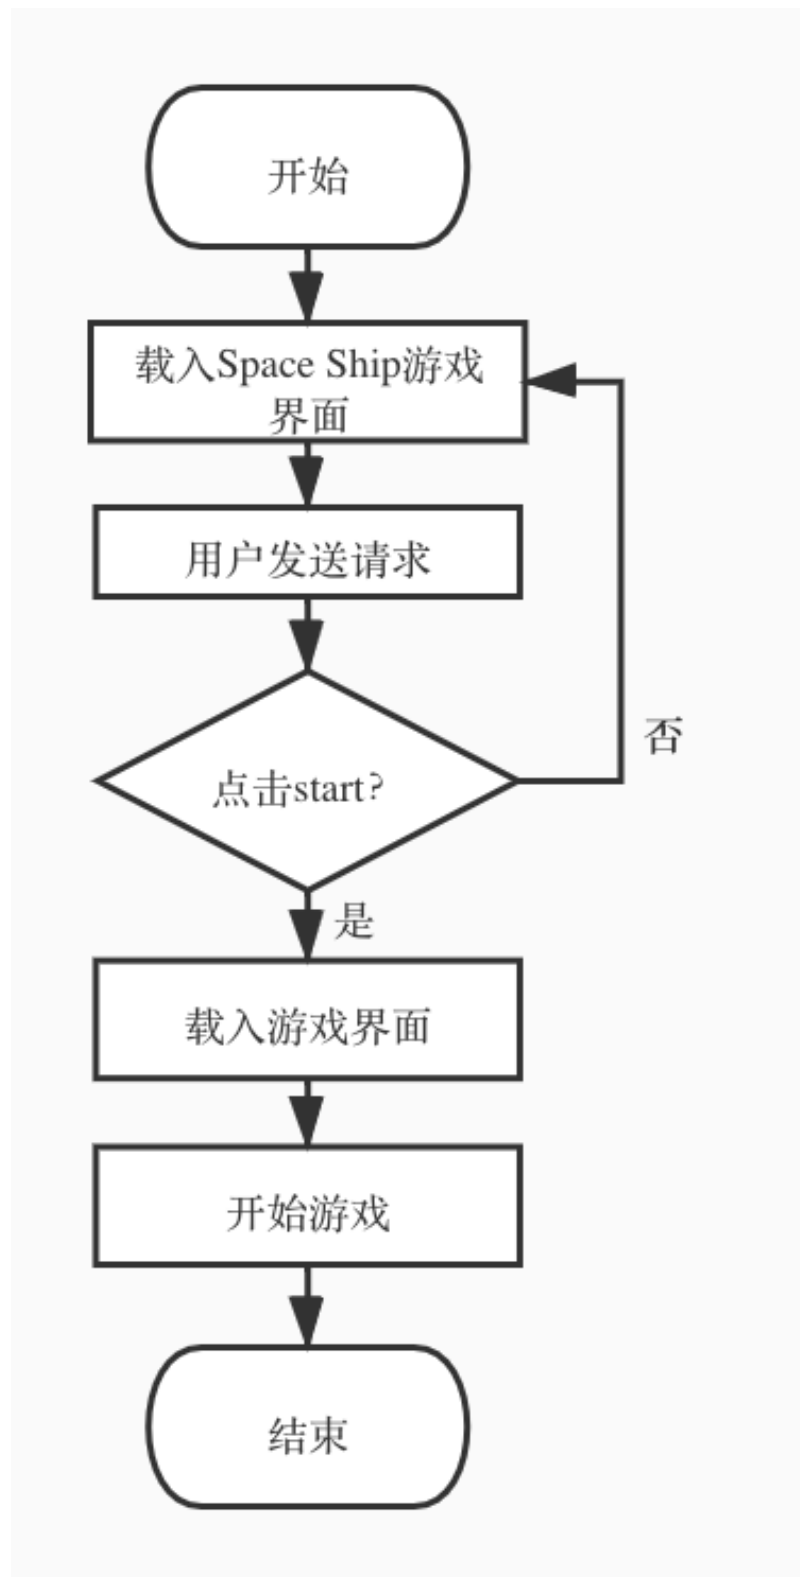 开始
载入Space Ship游戏
界面
用户发送请求
点击start?
否
是
载入游戏界面
开始游戏
结束